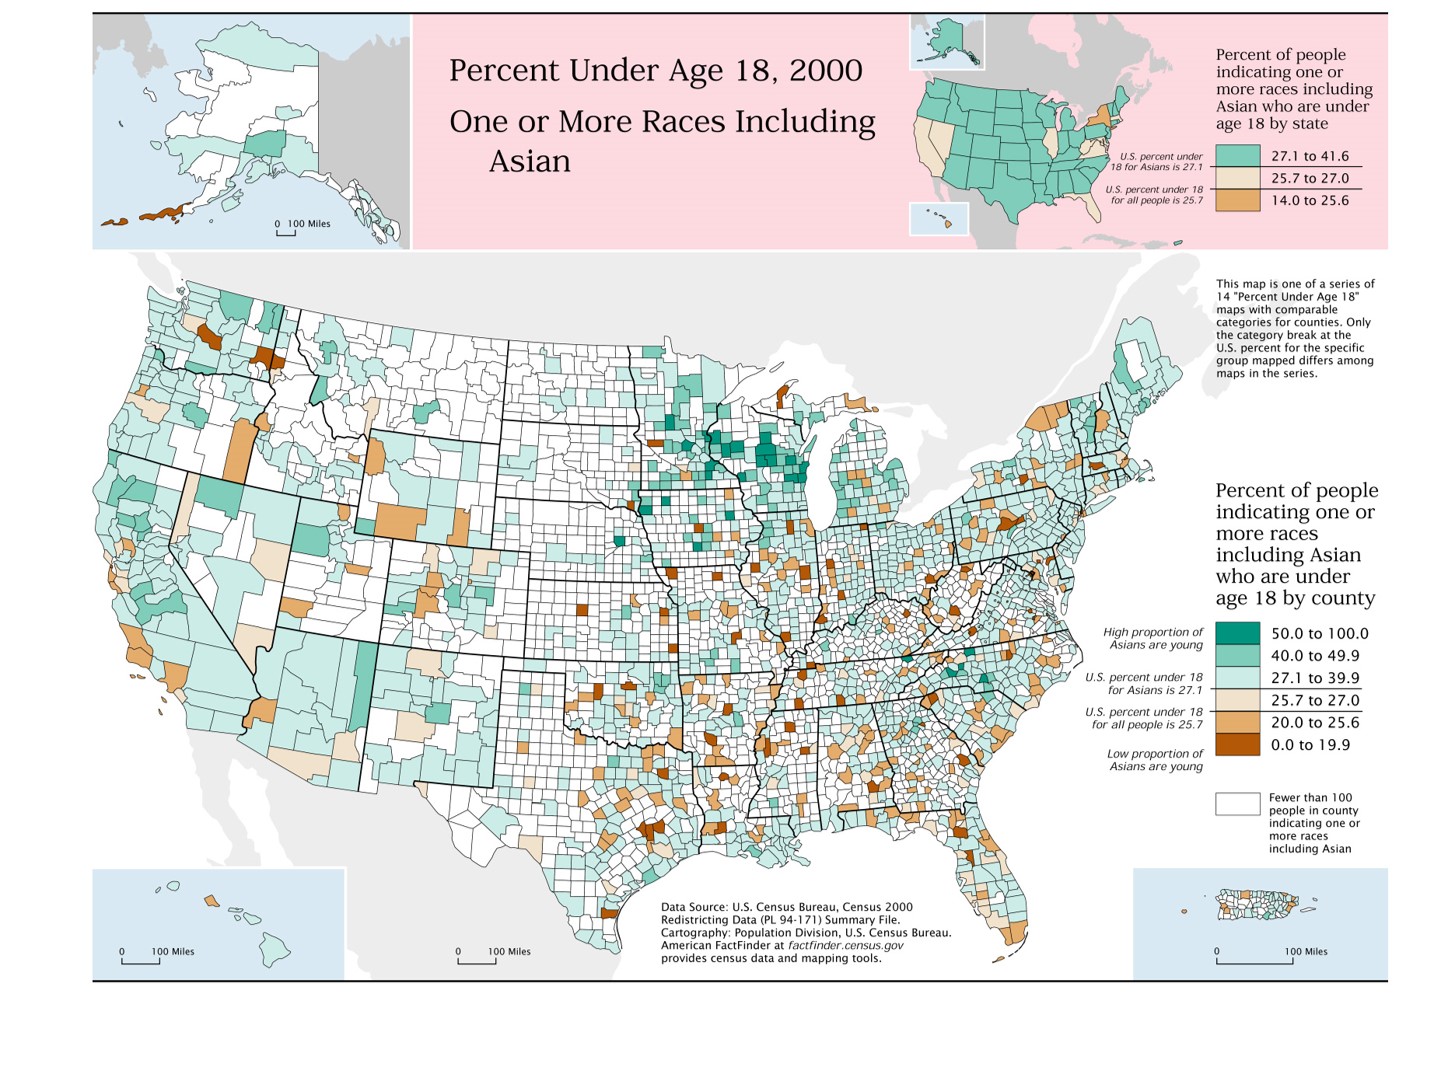 Percent Under Age 18, 2000
One or More Races Including
Asian
Percent of people
indicating one or
more races including
Asian who are under
age 18 by state
U.S. percent under
18 for Asians is 27.1
U.S. percent under 18
for all people is 25.7
27.1 to 41.6
25.7 to 27.0
14.0 to 25.6
0 100 Miles
This map is one of a series of
14 "Percent Under Age 18"
maps with comparable
categories for counties. Only
the category break at the
U.S. percent for the specific
group mapped differs among
maps in the series.
Percent of people
indicating one or
more races
including Asian
who are under
age 18 by county
High proportion of
Asians are young
U.S. percent under 18
for Asians is 27.1
U.S. percent under 18
for all people is 25.7
Low proportion of
Asians are young
50.0 to 100.0
40.0 to 49.9
27.1 to 39.9
25.7 to 27.0
20.0 to 25.6
0.0 to 19.9
Fewer than 100
people in county
indicating one or
more races
including Asian
Data Source: U.S. Census Bureau, Census 2000
Redistricting Data (PL 94-171) Summary File.
Cartography: Population Division, U.S. Census Bureau.
American FactFinder at factfinder.census.gov
provides census data and mapping tools.
0 100 Miles
0 100 Miles
0 100 Miles